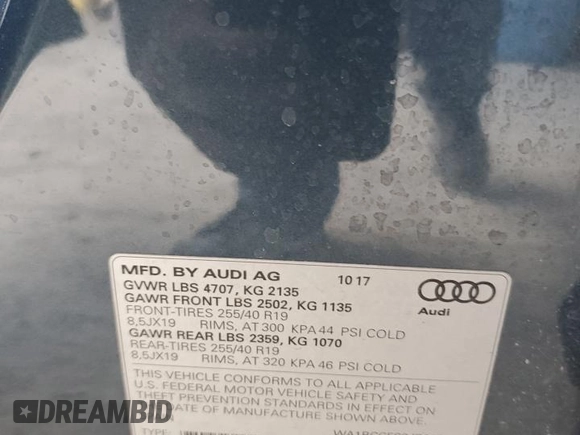 MFD. BY AUDI AG 10 17
GVWR LBS 4707, KG 2135
GAWR FRONT LBS 2502, KG 1135
FRONT-TIRES 255/40 R19
8,5JX19 RIMS, AT 300 KPA 44 PSI COLD
GAWR REAR LBS 2359, KG 1070
REAR-TIRES 255/40 R19
8,5JX19 RIMS, AT 320 KPA 46 PSI COLD
Audi
THIS VEHICLE CONFORMS TO ALL APPLICABLE
U.S. FEDERAL MOTOR VEHICLE SAFETY AND
THEFT PREVENTION STANDARDS IN EFFECT ON
DATE OF MANUFACTURE SHOWN ABOVE.
TYPE:
DREAMBID